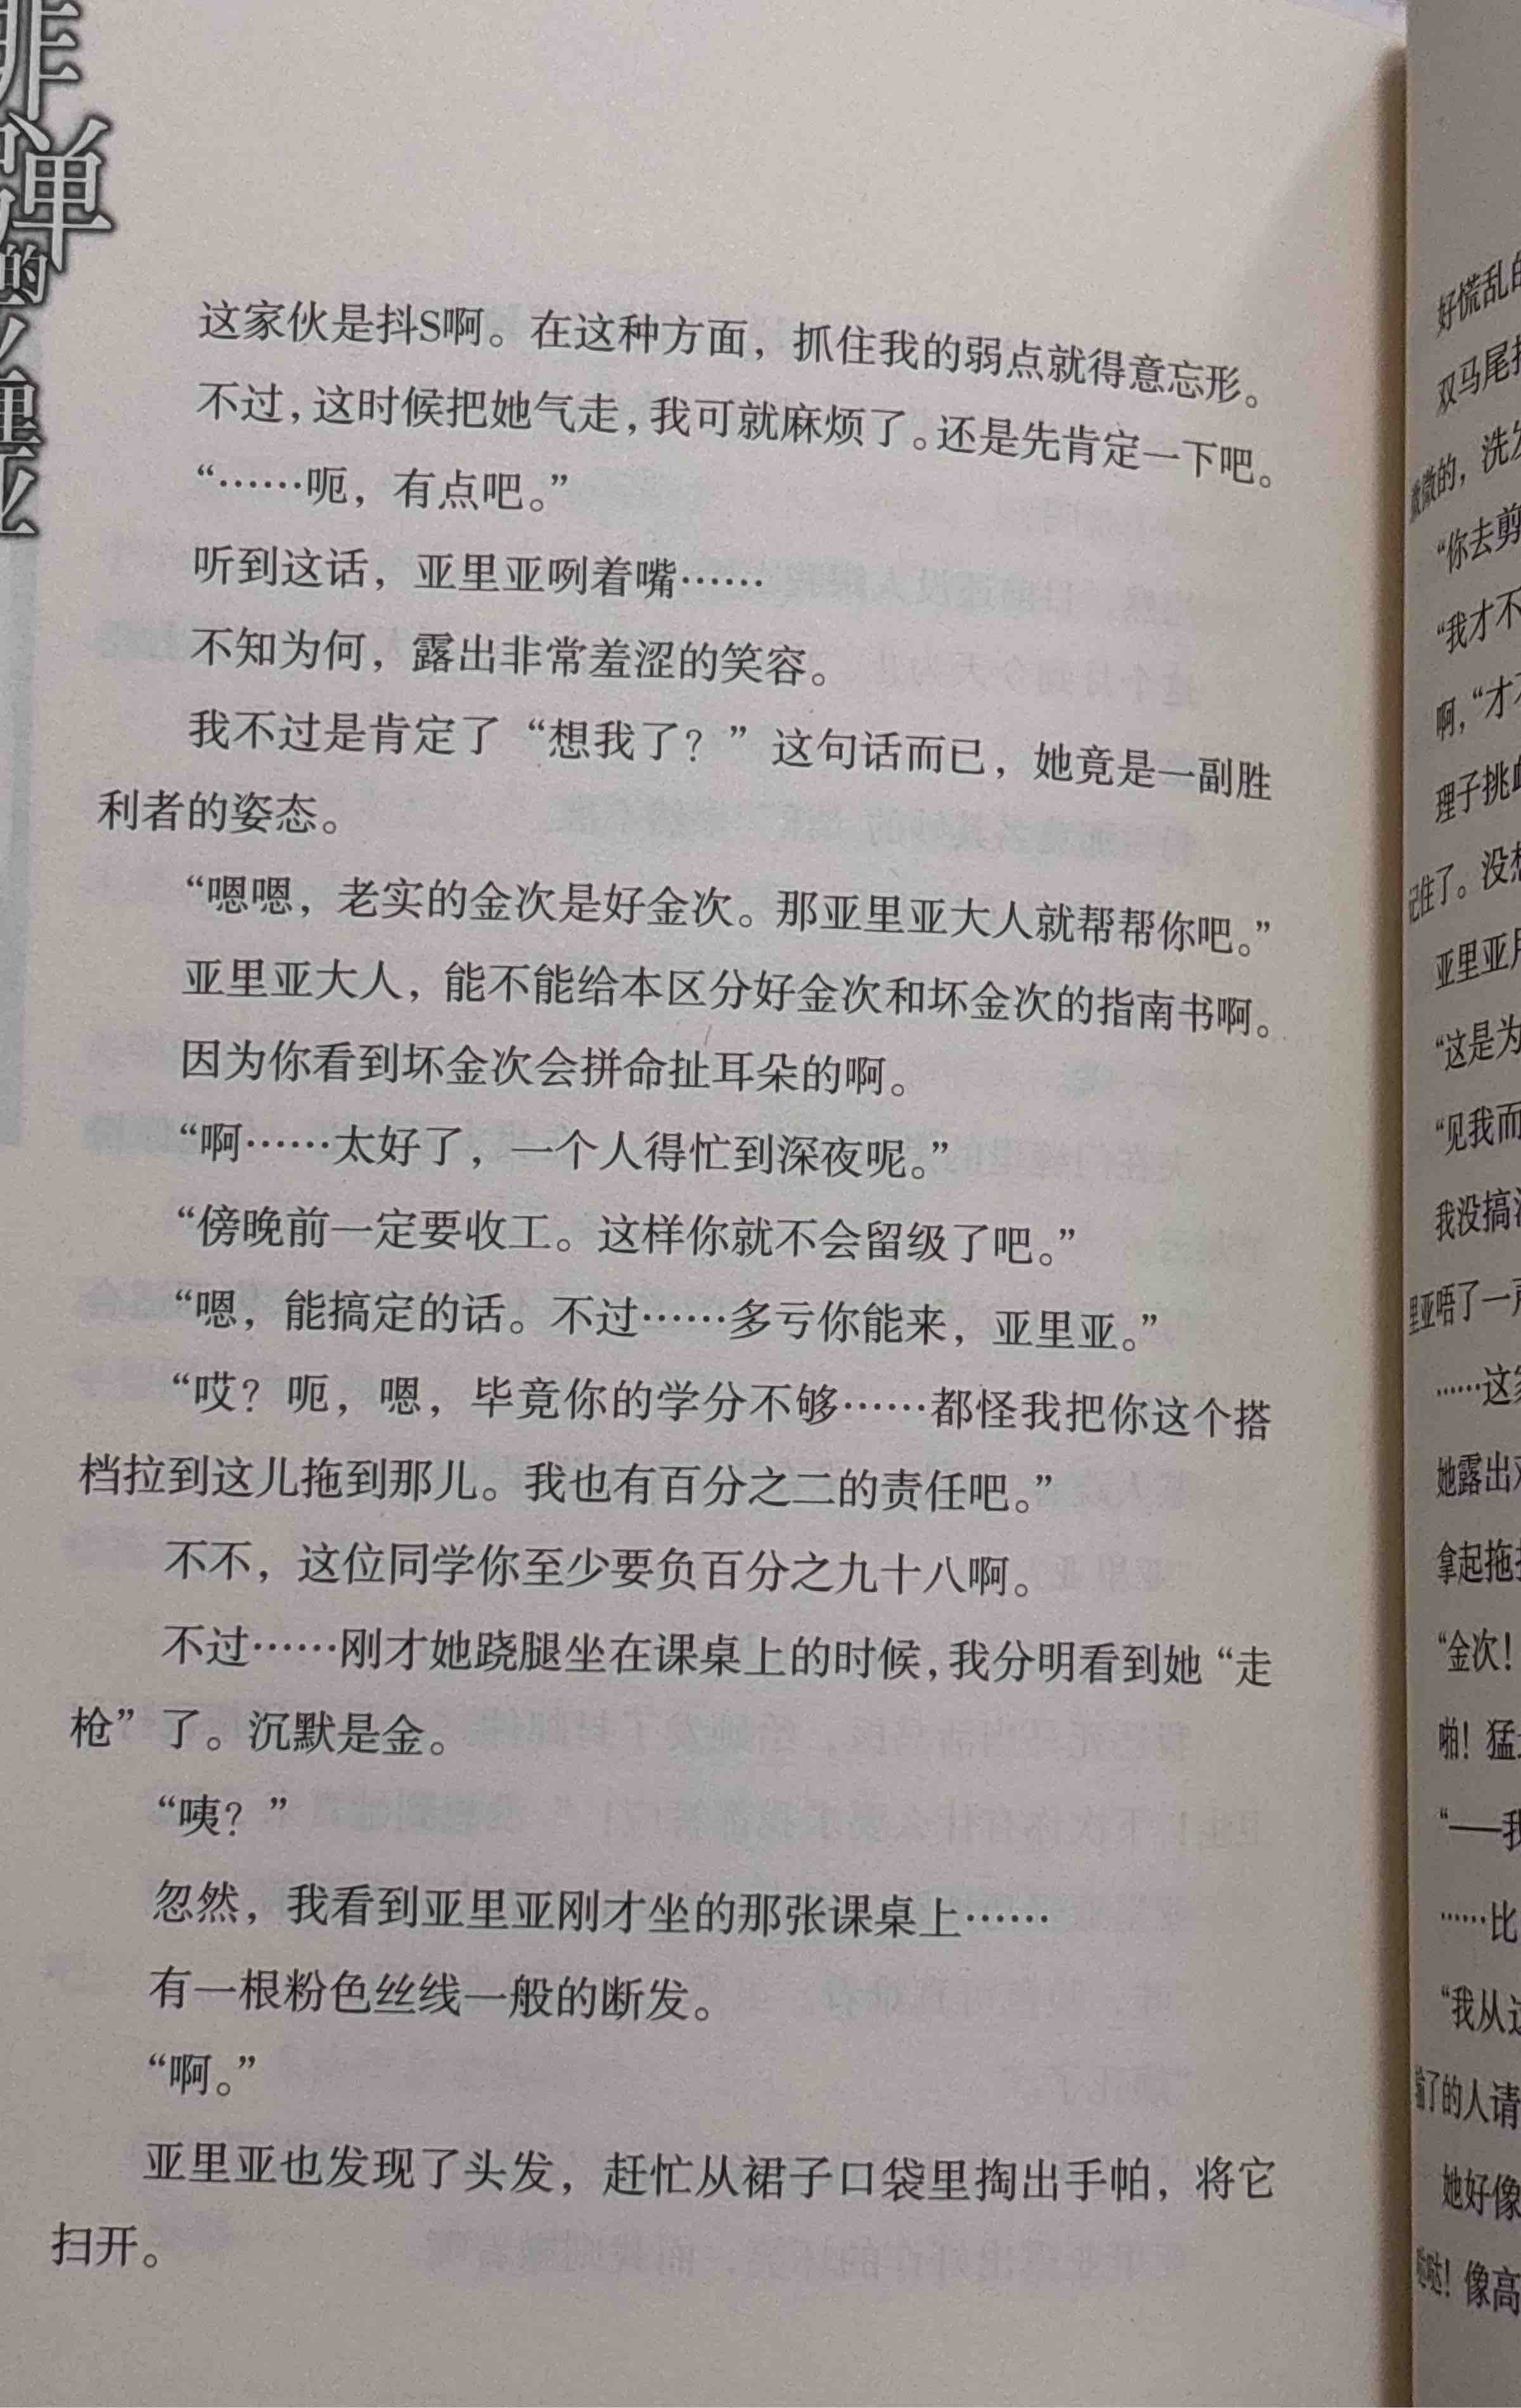 绯
弹
的
亚
里
亚
这家伙是抖S啊。在这种方面，抓住我的弱点就得意忘形。
不过，这时候把她气走，我可就麻烦了。还是先肯定一下吧。
“……呃，有点吧。”
听到这话，亚里亚咧着嘴……
不知为何，露出非常羞涩的笑容。
我不过是肯定了“想我了？”这句话而已，她竟是一副胜
利者的姿态。
“嗯嗯，老实的金次是好金次。那亚里亚大人就帮帮你吧。”
亚里亚大人，能不能给本区分好金次和坏金次的指南书啊。
因为你看到坏金次会拼命扯耳朵的啊。
“啊……太好了，一个人得忙到深夜呢。”
“傍晚前一定要收工。这样你就不会留级了吧。”
“嗯，能搞定的话。不过……多亏你能来，亚里亚。”
“哎？呃，嗯，毕竟你的学分不够……都怪我把你这个搭
档拉到这儿拖到那儿。我也有百分之二的责任吧。”
不不，这位同学你至少要负百分之九十八啊。
不过……刚才她跷腿坐在课桌上的时候，我分明看到她“走
枪”了。沉默是金。
“咦？”
忽然，我看到亚里亚刚才坐的那张课桌上……
有一根粉色丝线一般的断发。
“啊。”
亚里亚也发现了头发，赶忙从裙子口袋里掏出手帕，将它
扫开。
好慌乱
双马尾
微的，洗
“你去剪
“我才不
啊，“才
理子挑
记住了。没想
亚里亚
“这是为
“见我而
我没搞
里亚唔了一
……这
她露出
拿起拖
“金次！
啪！猛
“——我
……比
“我从
输了的人请
她好像
哒！像高